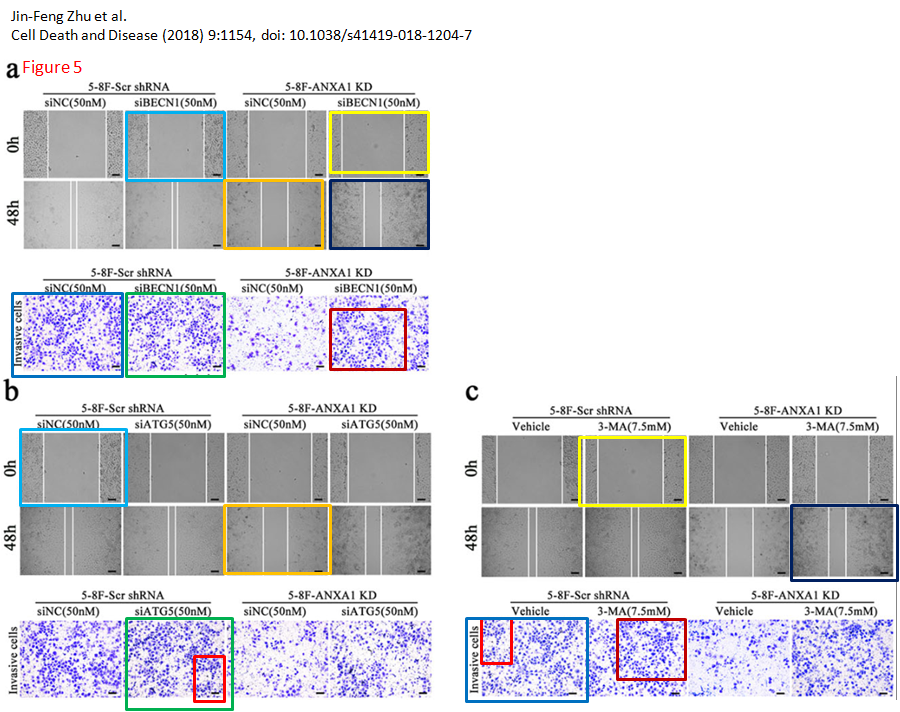 Jin-Feng Zhu et al.
Cell Death and Disease (2018) 9:1154, doi: 10.1038/s41419-018-1204-7
a Figure 5
5-8F-Scr shRNA 5-8F-ANXA1 KD
siNC(50nM) siBECN1(50nM) siNC(50nM) siBECN1(50nM)
0h
48h
5-8F-Scr shRNA 5-8F-ANXA1 KD
siNC(50nM) siBECN1(50nM) siNC(50nM) siBECN1(50nM)
Invasive cells
b
5-8F-Scr shRNA 5-8F-ANXA1 KD
siNC(50nM) siATG5(50nM) siNC(50nM) siATG5(50nM)
0h
48h
5-8F-Scr shRNA 5-8F-ANXA1 KD
siNC(50nM) siATG5(50nM) siNC(50nM) siATG5(50nM)
Invasive cells
c
5-8F-Scr shRNA 5-8F-ANXA1 KD
Vehicle 3-MA(7.5mM) Vehicle 3-MA(7.5mM)
0h
48h
5-8F-Scr shRNA 5-8F-ANXA1 KD
Vehicle 3-MA(7.5mM) Vehicle 3-MA(7.5mM)
Invasive cells